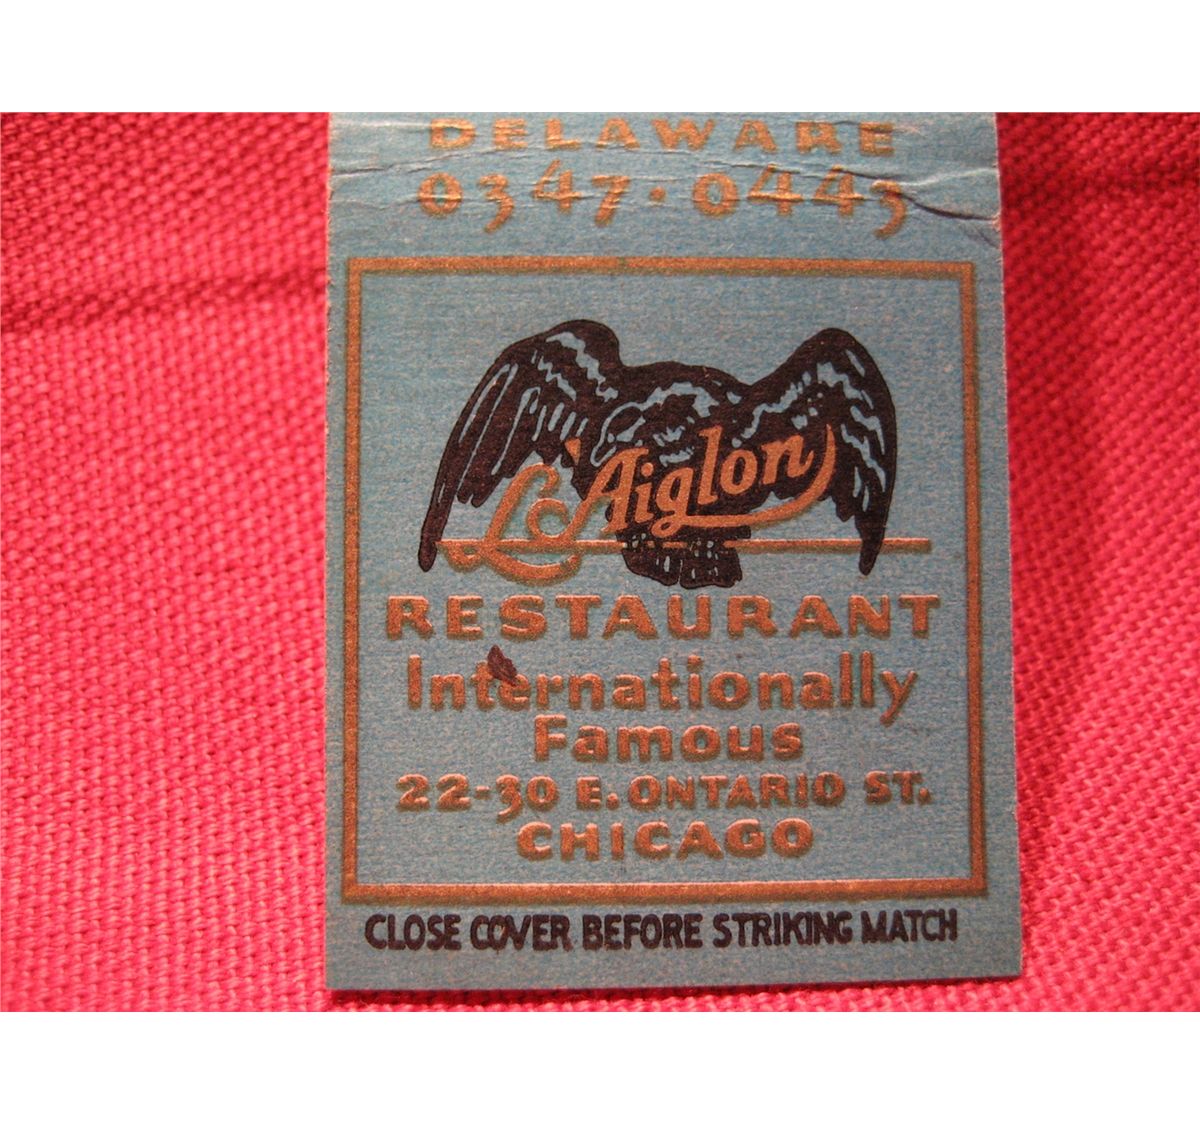 DELAWARE
0347 · 0443
L'Aiglon
RESTAURANT
Internationally
Famous
22-30 E. ONTARIO ST.
CHICAGO
CLOSE COVER BEFORE STRIKING MATCH